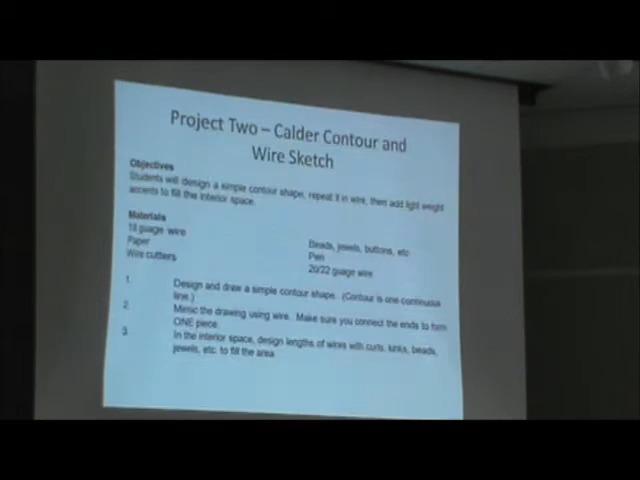 Project Two – Calder Contour and
Wire Sketch
Objectives
Students will design a simple contour shape, repeat it in wire, then add light weight
accents to fill the interior space.
Materials
18 guage wire
Paper
Wire cutters
Beads, jewels, buttons, etc
Pen
20/22 guage wire
1. Design and draw a simple contour shape. (Contour is one continuous
line.)
2. Mimic the drawing using wire. Make sure you connect the ends to form
ONE piece.
3. In the interior space, design lengths of wires with curls, kinks, beads,
jewels, etc. to fill the area